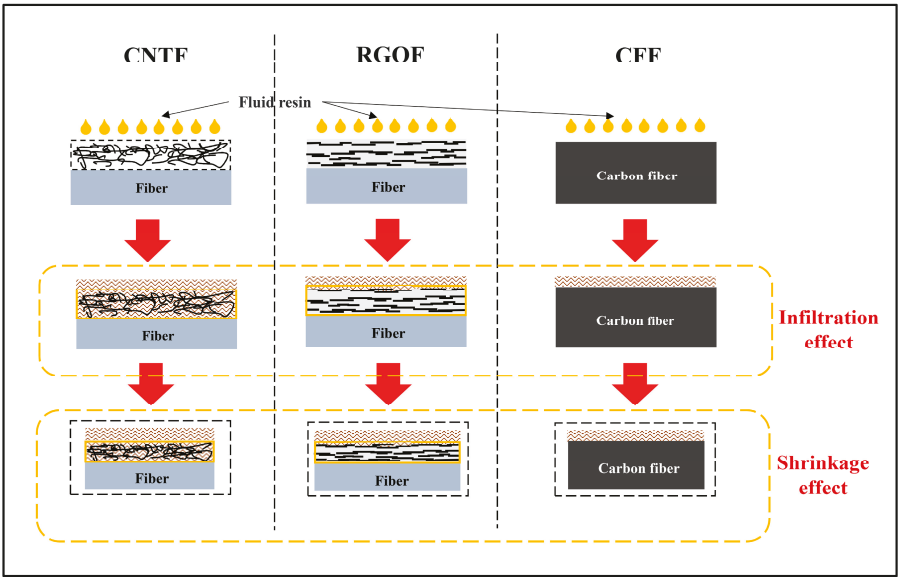 CNTF
RGOF
CFF
Fluid resin
Fiber
Fiber
Carbon fiber
Fiber
Fiber
Carbon fiber
Infiltration
effect
Fiber
Fiber
Carbon fiber
Shrinkage
effect